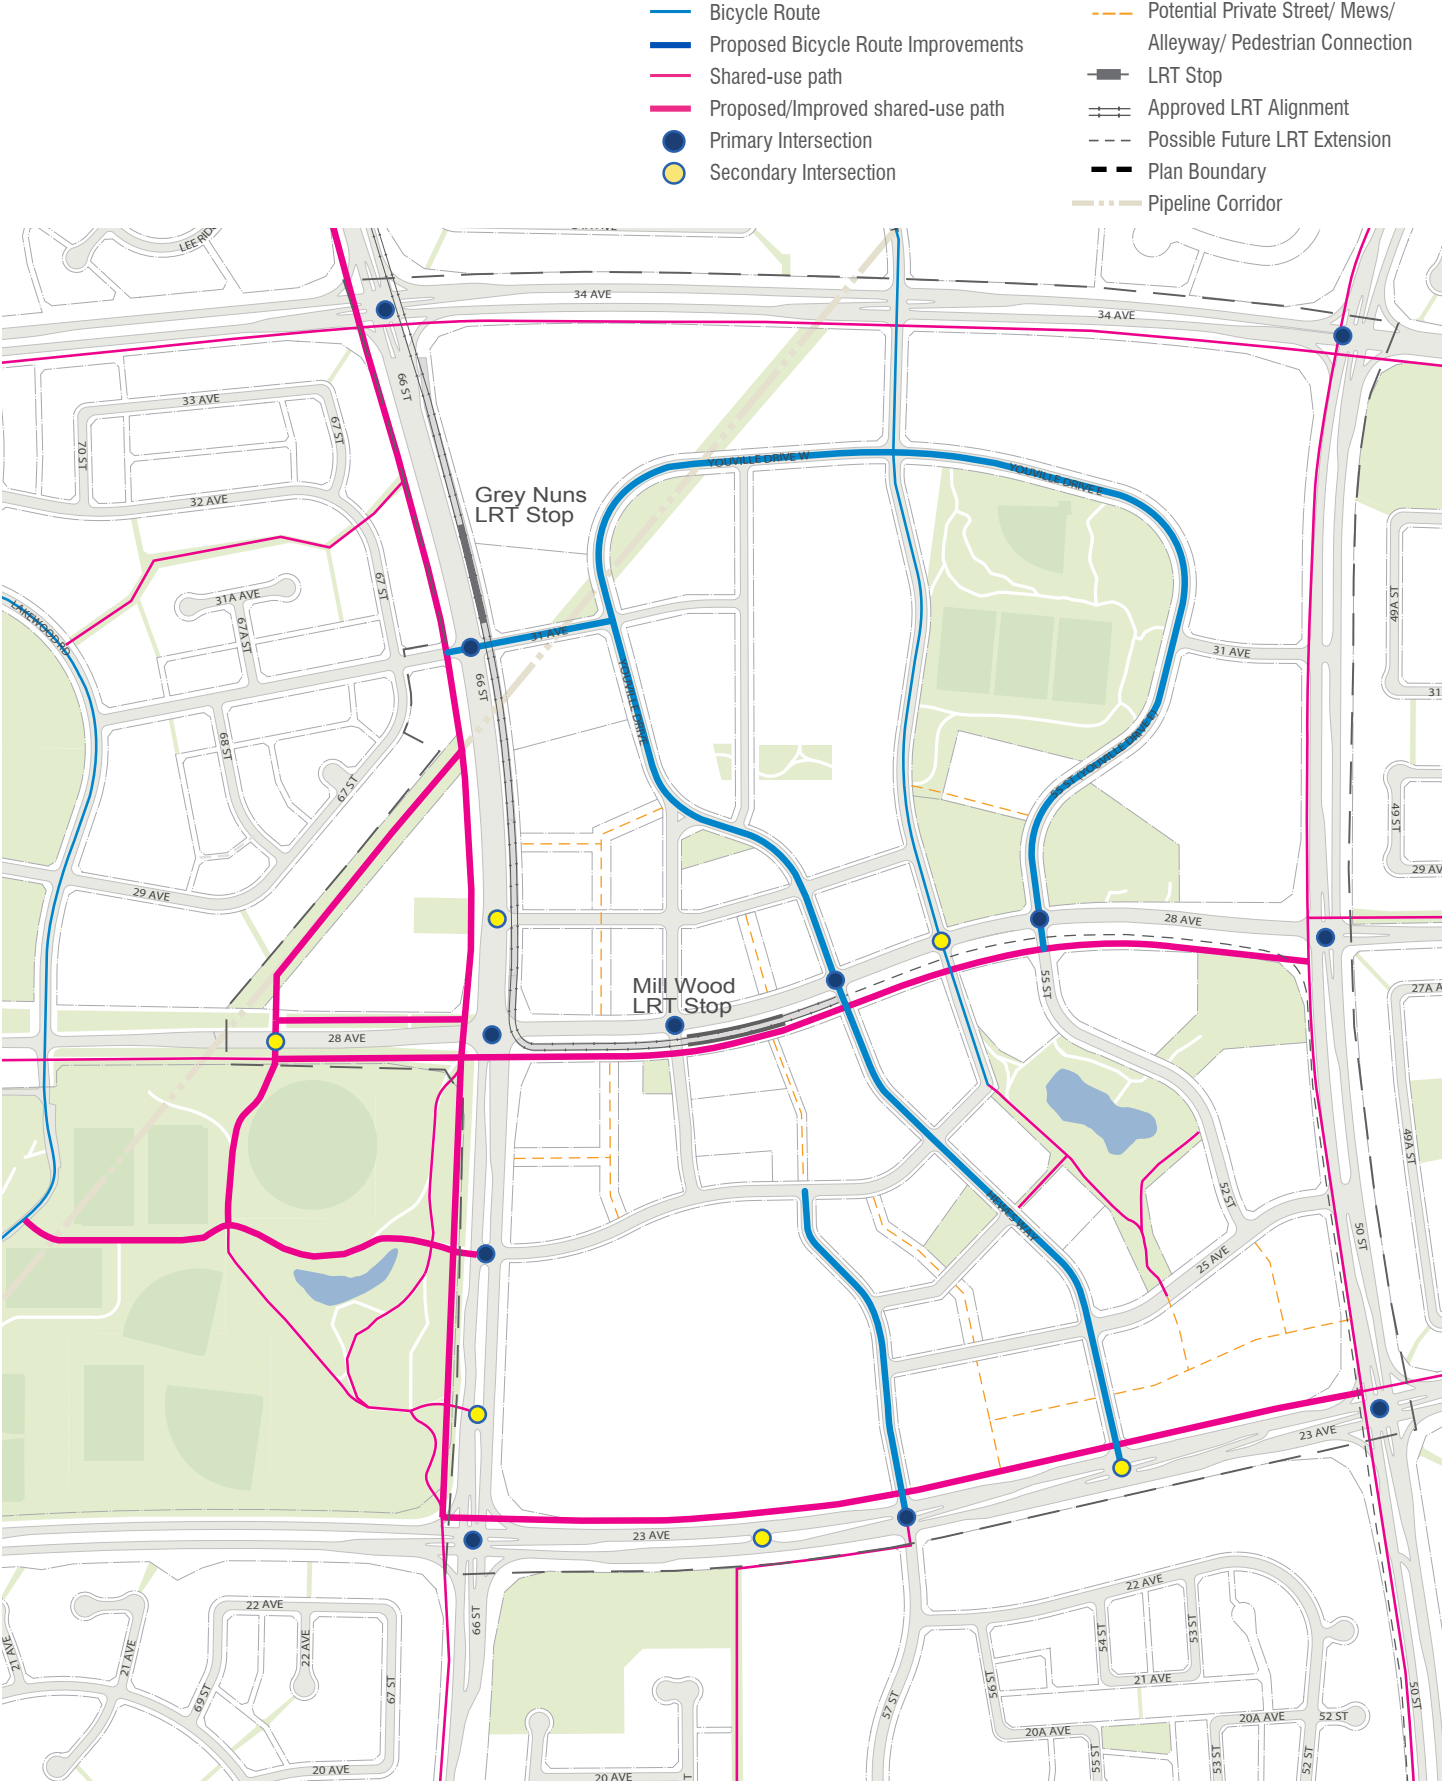 Bicycle Route
Proposed Bicycle Route Improvements
Shared-use path
Proposed/Improved shared-use path
Primary Intersection
Secondary Intersection
Potential Private Street/ Mews/
Alleyway/ Pedestrian Connection
LRT Stop
Approved LRT Alignment
Possible Future LRT Extension
Plan Boundary
Pipeline Corridor
34 AVE
34 AVE
66 ST
33 AVE
67 ST
70 ST
32 AVE
YOUVILLE DRIVE W
YOUVILLE DRIVE E
Grey Nuns
LRT Stop
67 ST
31A AVE
67A ST
LAKEWOOD RD
31 AVE
49A ST
31 AVE
66 ST
YOUVILLE DRIVE
31
68 ST
67 ST
55 ST (YOUVILLE DRIVE E)
49 ST
29 AV
29 AVE
28 AVE
Mill Wood
LRT Stop
55 ST
27A A
28 AVE
49A ST
52 ST
HEWES WAY
50 ST
25 AVE
23 AVE
23 AVE
22 AVE
22 AVE
66 ST
22 AVE
21 AVE
21 AVE
54 ST
53 ST
21 AVE
69 ST
67 ST
56 ST
57 ST
50 ST
20A AVE
20A AVE
52 ST
55 ST
53 ST
52 ST
20 AVE
20 AVE